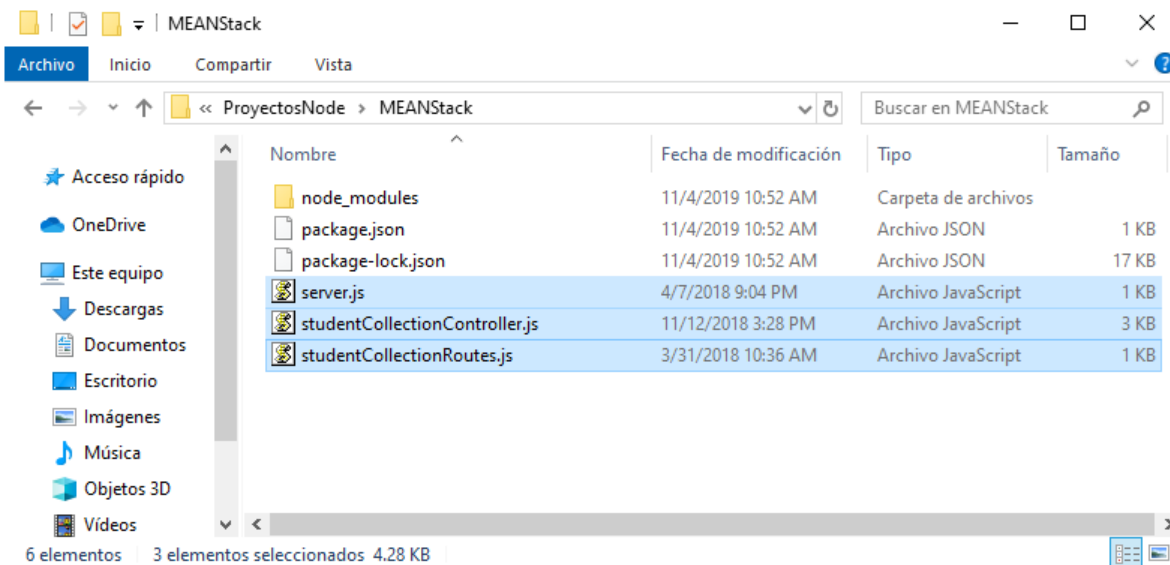 MEANStack
Archivo Inicio Compartir Vista
« ProyectosNode > MEANStack Buscar en MEANStack
Nombre Fecha de modificación Tipo Tamaño
Acceso rápido
OneDrive
Este equipo
Descargas
Documentos
Escritorio
Imágenes
Música
Objetos 3D
Vídeos
node_modules 11/4/2019 10:52 AM Carpeta de archivos
package.json 11/4/2019 10:52 AM Archivo JSON 1 KB
package-lock.json 11/4/2019 10:52 AM Archivo JSON 17 KB
server.js 4/7/2018 9:04 PM Archivo JavaScript 1 KB
studentCollectionController.js 11/12/2018 3:28 PM Archivo JavaScript 3 KB
studentCollectionRoutes.js 3/31/2018 10:36 AM Archivo JavaScript 1 KB
6 elementos 3 elementos seleccionados 4.28 KB